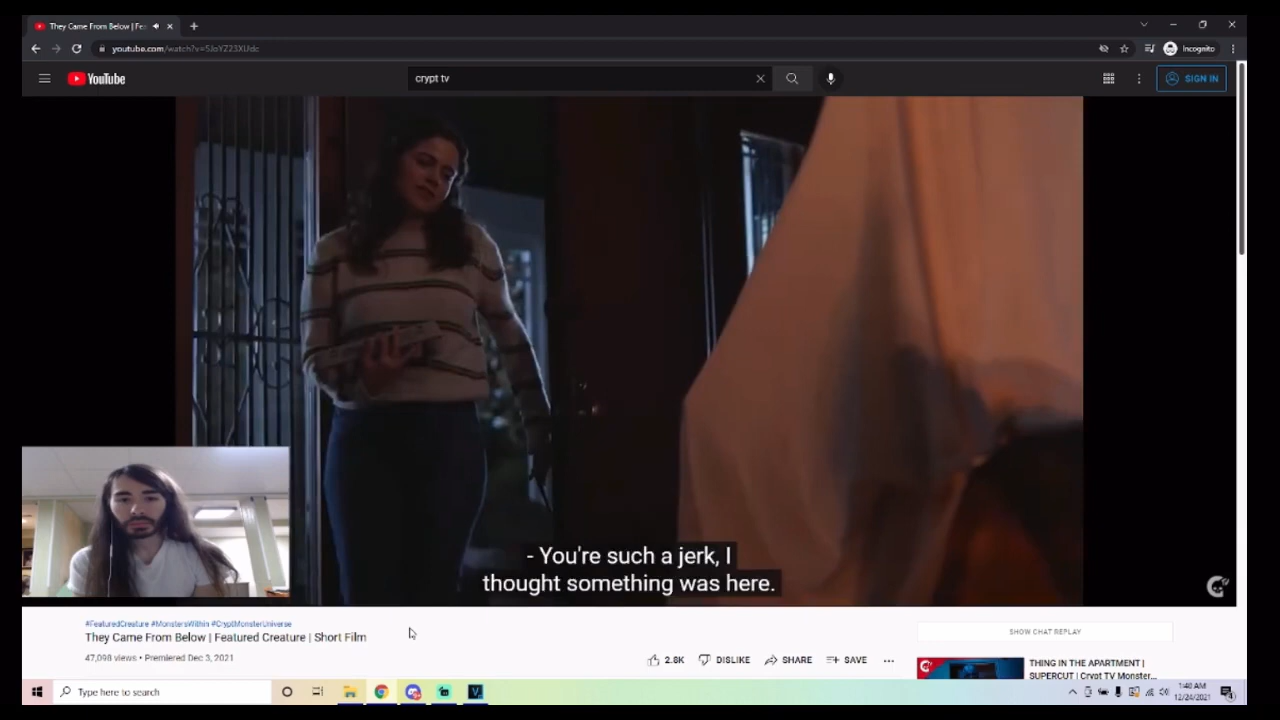 They Came From Below | Fea
youtube.com/watch?v=
Incognito
YouTube
crypt tv
SIGN IN
- You're such a jerk, I
thought something was here.
#FeaturedCreature #MonstersWithin #CryptMonsterUniverse
They Came From Below | Featured Creature | Short Film
47,098 views • Premiered Dec 3, 2021
2.8K
DISLIKE
SHARE
SAVE
SHOW CHAT REPLAY
THING IN THE APARTMENT |
SUPERCUT | Crypt TV Monster...
Type here to search
1:40 AM
12/24/2021